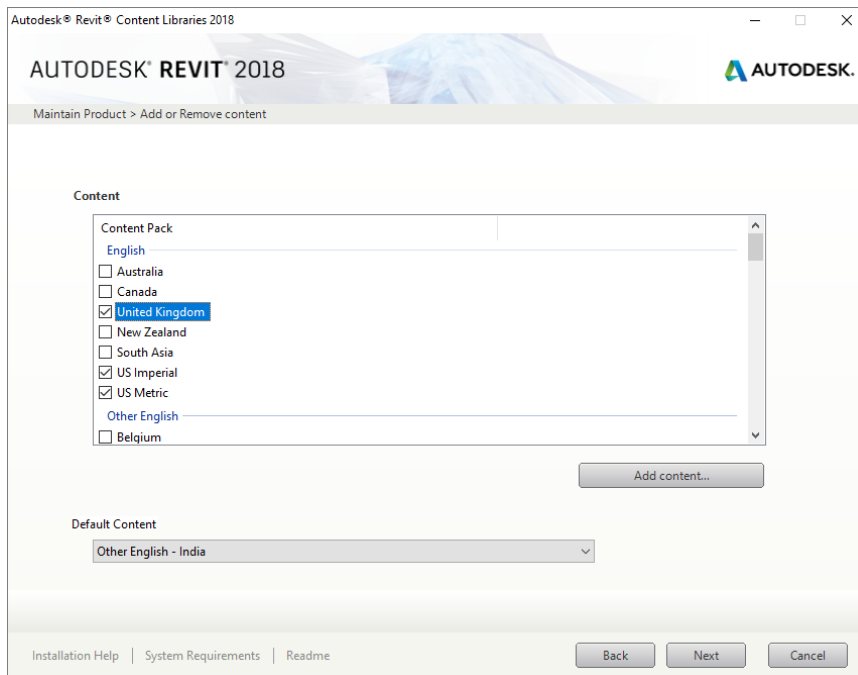 Autodesk® Revit® Content Libraries 2018
AUTODESK® REVIT® 2018
AUTODESK.
Maintain Product > Add or Remove content
Content
Content Pack
English
Australia
Canada
United Kingdom
New Zealand
South Asia
US Imperial
US Metric
Other English
Belgium
Add content...
Default Content
Other English - India
Installation Help | System Requirements | Readme
Back Next Cancel